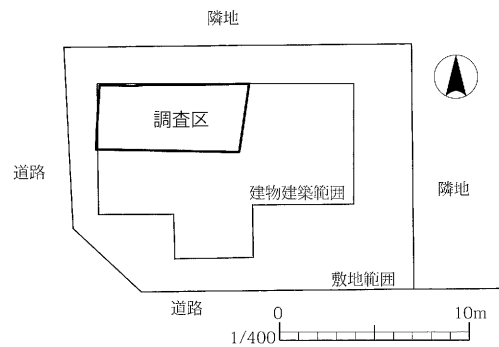 隣地
調査区
道路
建物建築範囲
隣地
敷地範囲
道路
0 10m
1/400